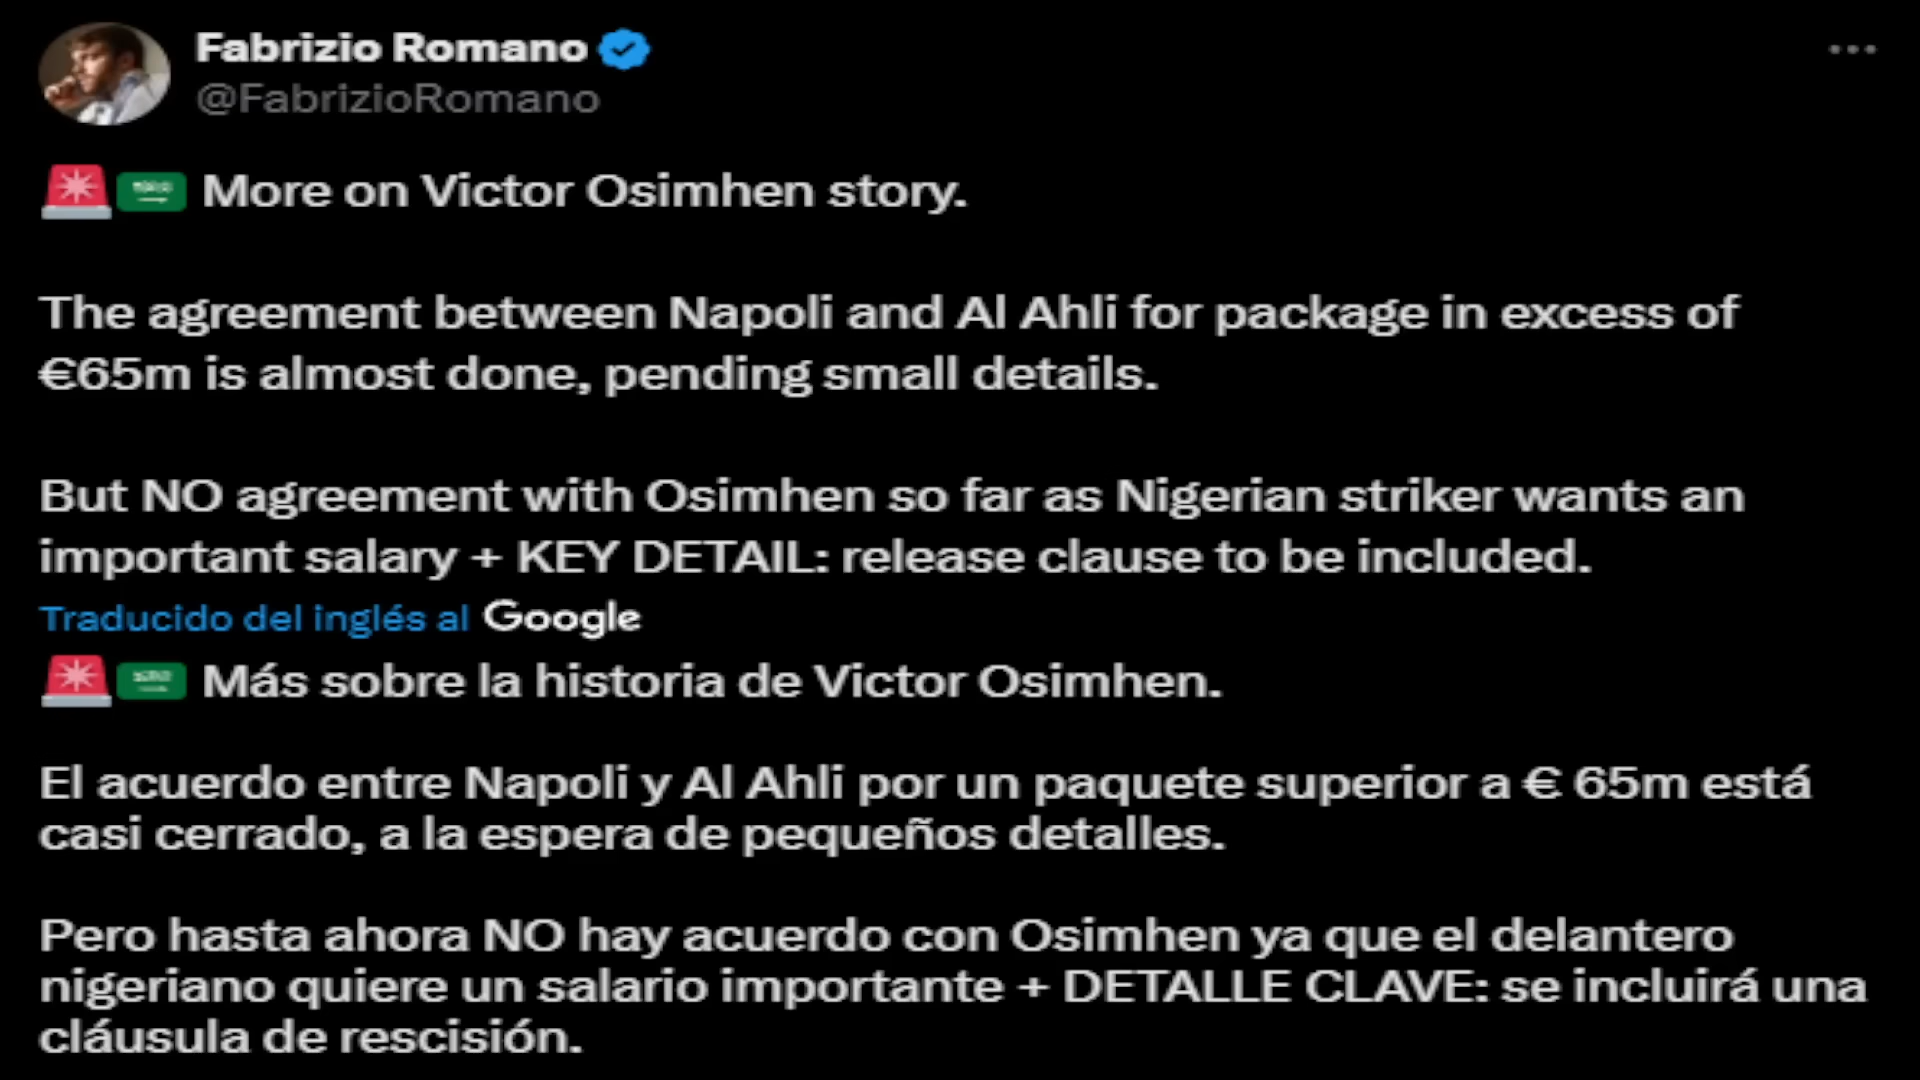 Fabrizio Romano
@FabrizioRomano
More on Victor Osimhen story.
The agreement between Napoli and Al Ahli for package in excess of
€65m is almost done, pending small details.
But NO agreement with Osimhen so far as Nigerian striker wants an
important salary + KEY DETAIL: release clause to be included.
Traducido del inglés al Google
Más sobre la historia de Victor Osimhen.
El acuerdo entre Napoli y Al Ahli por un paquete superior a € 65m está
casi cerrado, a la espera de pequeños detalles.
Pero hasta ahora NO hay acuerdo con Osimhen ya que el delantero
nigeriano quiere un salario importante + DETALLE CLAVE: se incluirá una
cláusula de rescisión.